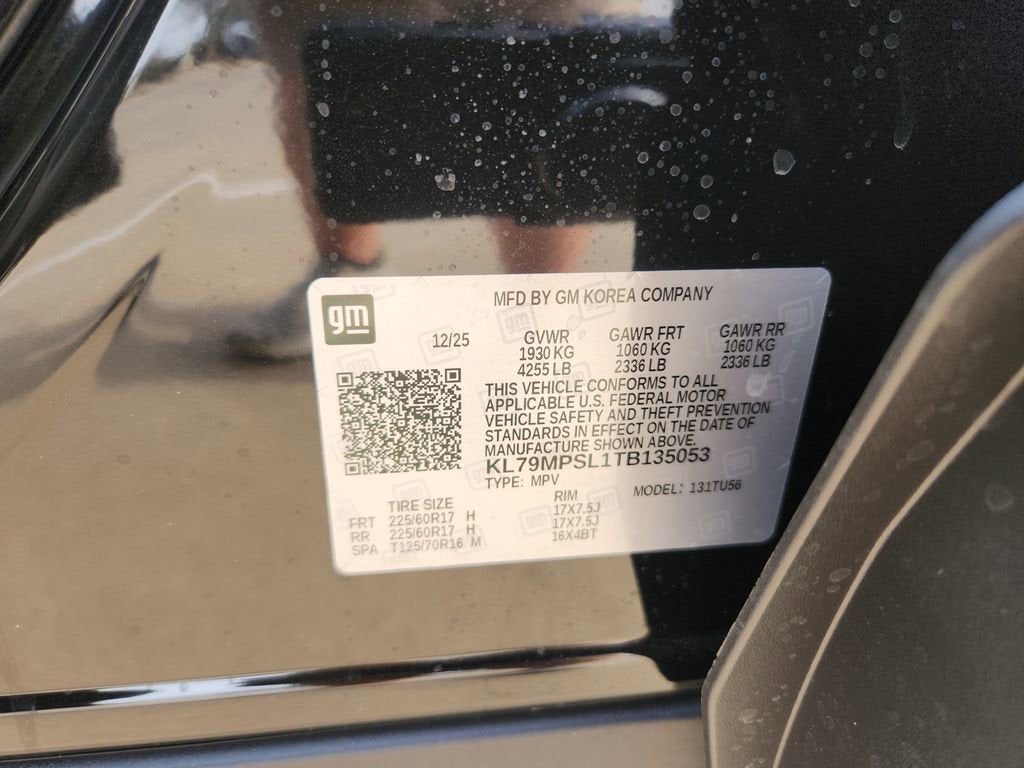 gm
MFD BY GM KOREA COMPANY
12/25 GVWR GAWR FRT GAWR RR
1930 KG 1060 KG 1060 KG
4255 LB 2336 LB 2336 LB
THIS VEHICLE CONFORMS TO ALL
APPLICABLE U.S. FEDERAL MOTOR
VEHICLE SAFETY AND THEFT PREVENTION
STANDARDS IN EFFECT ON THE DATE OF
MANUFACTURE SHOWN ABOVE.
KL79MPSL1TB135053
TYPE: MPV MODEL: 131TU56
TIRE SIZE RIM
FRT 225/60R17 H 17X7.5J
RR 225/60R17 H 17X7.5J
SPA T125/70R16 M 16X4BT